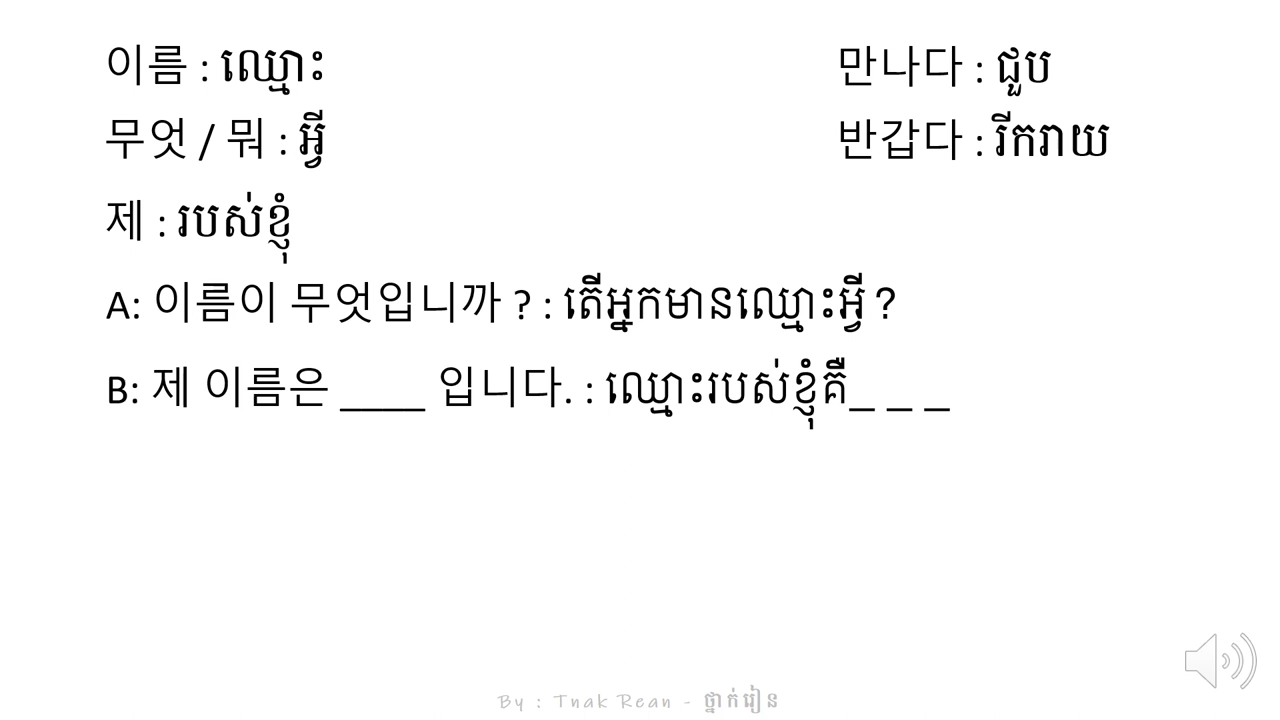 이름 : ឈ្មោះ
만나다 : ជួប
무엇 / 뭐 : អ្វី
반갑다 : រីករាយ
제 : របស់ខ្ញុំ
A: 이름이 무엇입니까 ? : តើអ្នកមានឈ្មោះអ្វី ?
B: 제 이름은 ____ 입니다. : ឈ្មោះរបស់ខ្ញុំគឺ_ _ _
By : Tnak Rean - ថ្នាក់រៀន